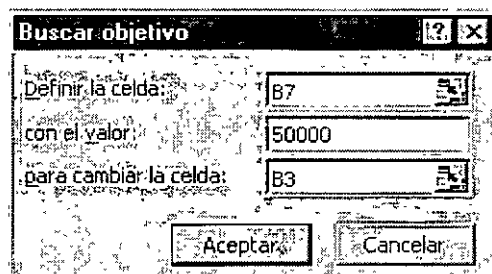 Buscar objetivo
Definir la celda: B7
con el valor: 50000
para cambiar la celda: B3
Aceptar Cancelar